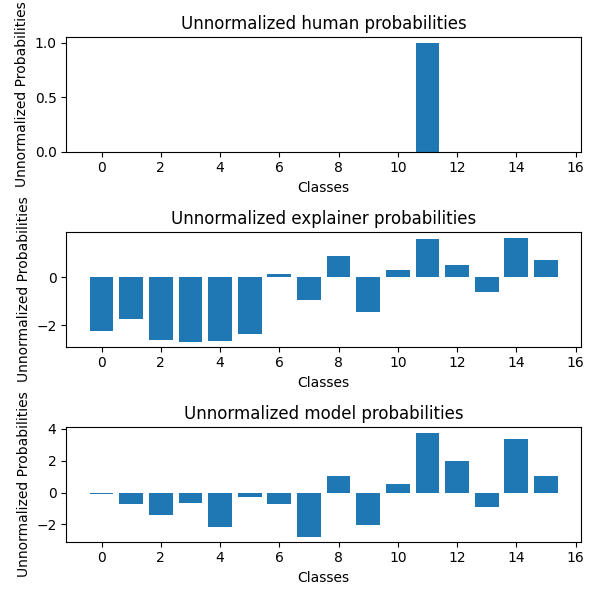 Unnormalized human probabilities
Unnormalized Probabilities
1.0
0.5
0.0
0 2 4 6 8 10 12 14 16
Classes
Unnormalized explainer probabilities
Unnormalized Probabilities
0
−2
0 2 4 6 8 10 12 14 16
Classes
Unnormalized model probabilities
Unnormalized Probabilities
4
2
0
−2
0 2 4 6 8 10 12 14 16
Classes